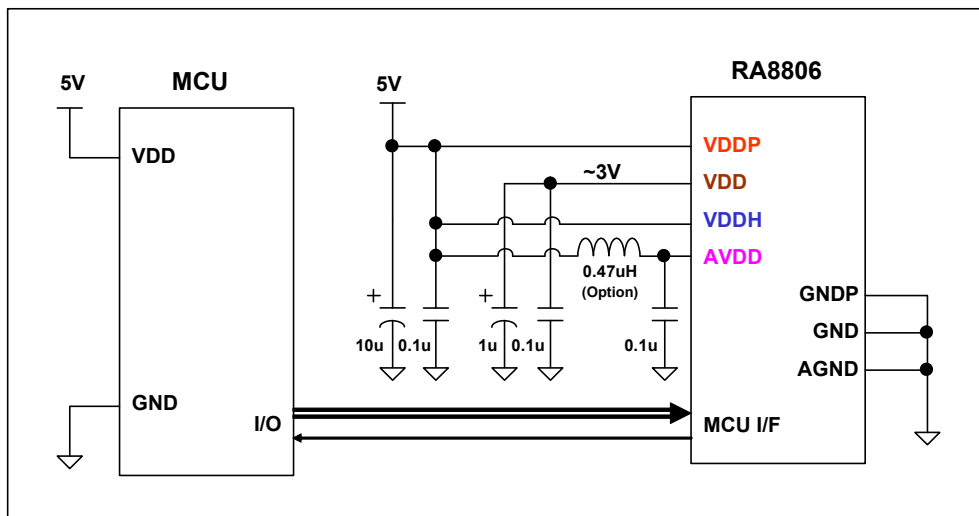 MCU
RA8806
5V
5V
VDD
VDDP
~3V
VDD
VDDH
AVDD
0.47uH
(Option)
GNDP
+
+
10u
0.1u
1u
0.1u
0.1u
GND
AGND
GND
I/O
MCU I/F